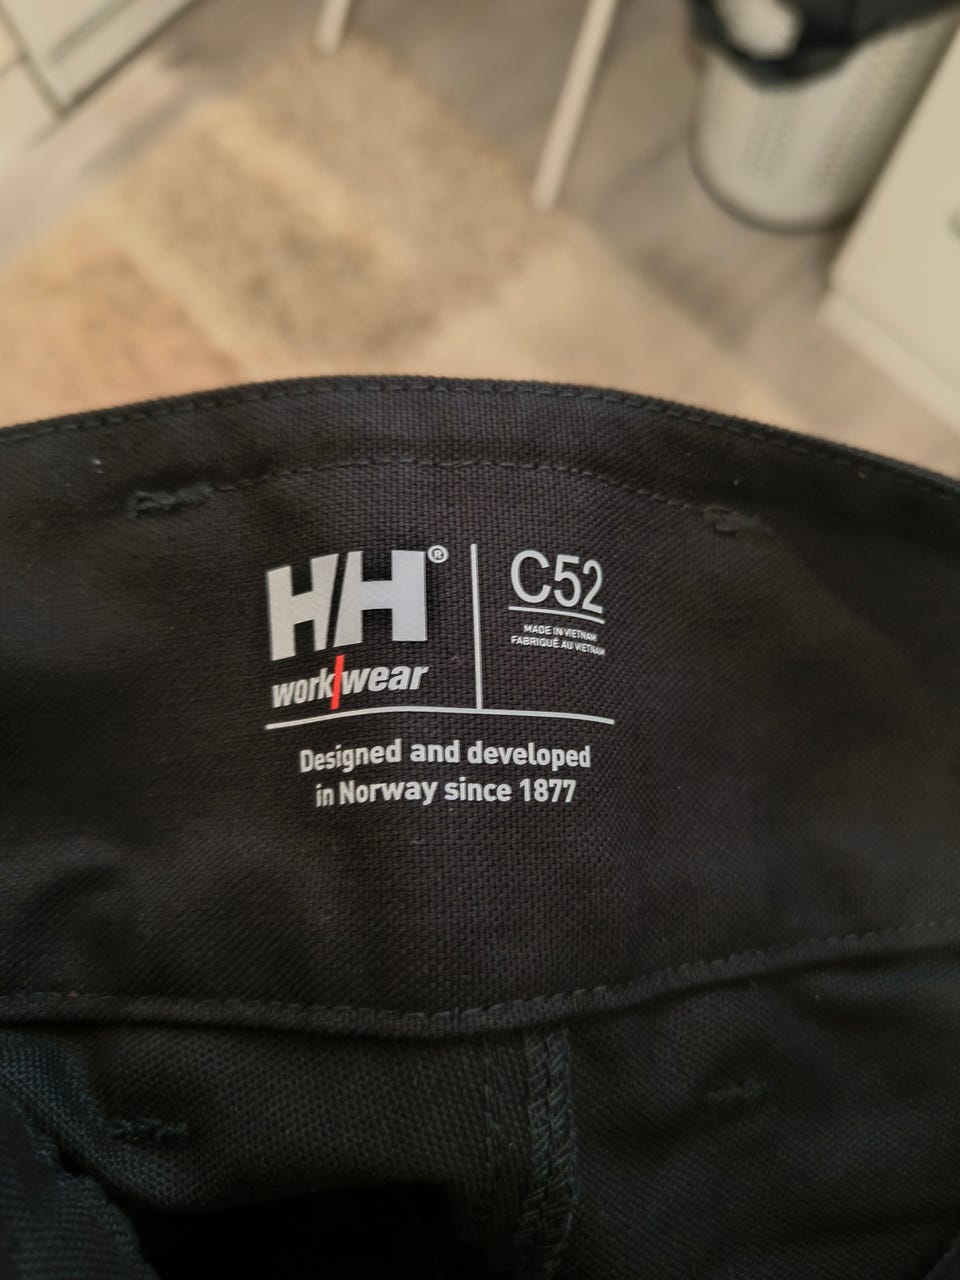 HH®
work/wear
C52
MADE IN VIETNAM
FABRIQUÉ AU VIETNAM
Designed and developed
in Norway since 1877